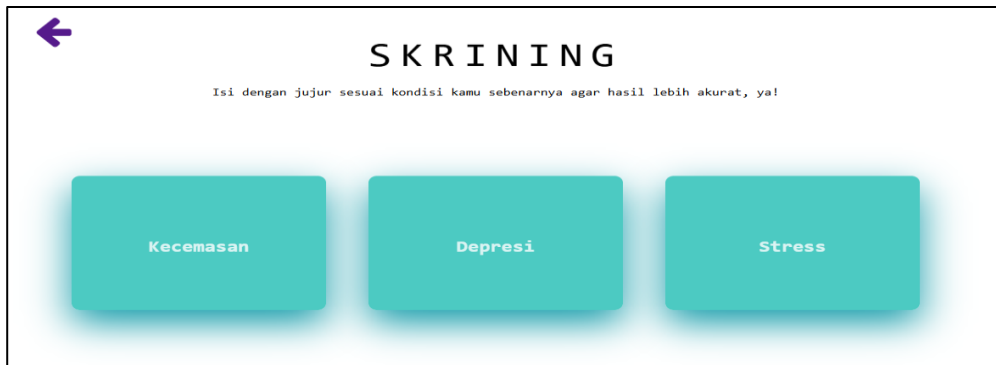 SKRINING
Isi dengan jujur sesuai kondisi kamu sebenarnya agar hasil lebih akurat, ya!
Kecemasan
Depresi
Stress